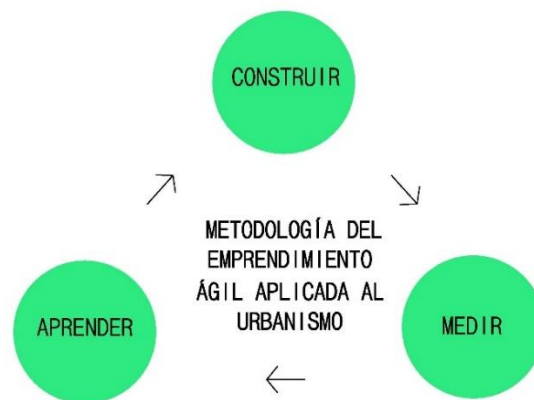 CONSTRUIR
METODOLOGÍA DEL
EMPRENDIMIENTO
ÁGIL APLICADA AL
URBANISMO
APRENDER
MEDIR